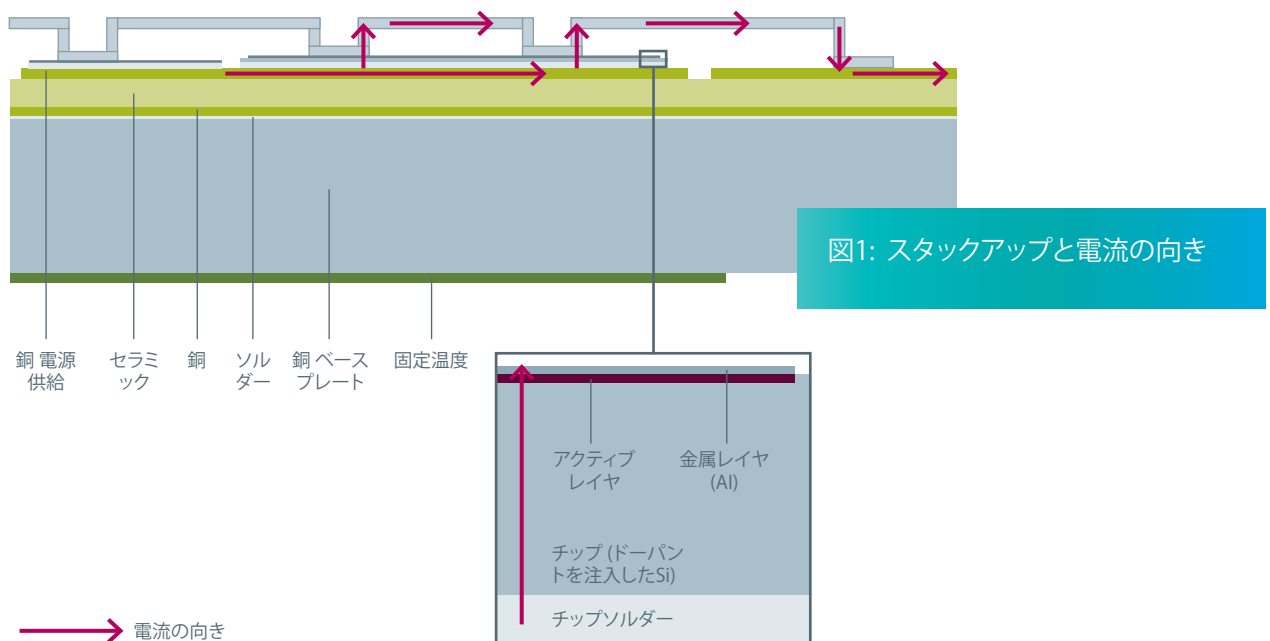 図1: スタックアップと電流の向き
銅 電源
供給
セラミ
ック
銅
ソル
ダー
銅 ベース
プレート
固定温度
アクティブ
レイヤ
金属レイヤ
(Al)
チップ (ドーパン
トを注入したSi)
チップソルダー
電流の向き